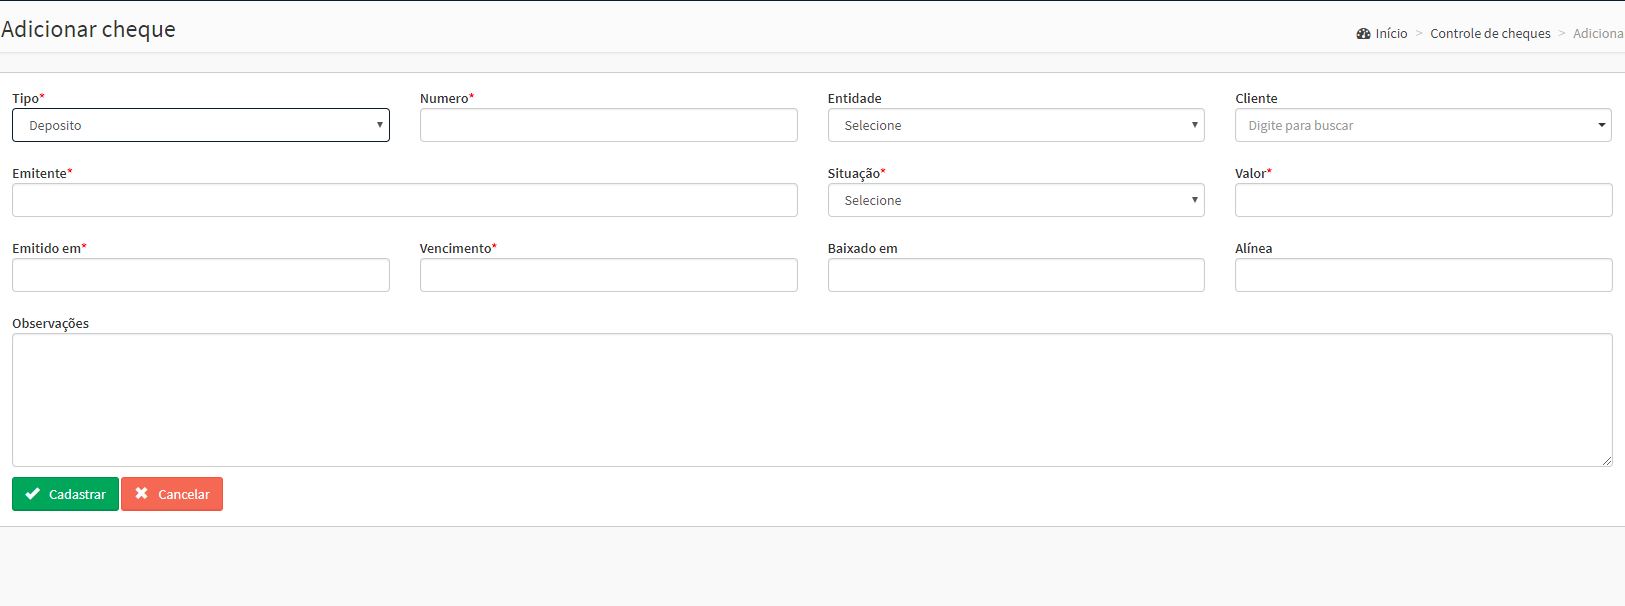 Adicionar cheque
Início > Controle de cheques > Adiciona
Tipo* Numero* Entidade Cliente
Deposito Selecione Digite para buscar
Emitente* Situação* Valor*
Selecione
Emitido em* Vencimento* Baixado em Alínea
Observações
Cadastrar Cancelar